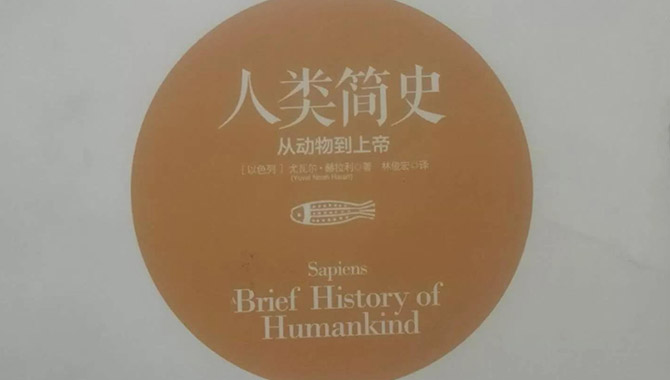 人类简史
从动物到上帝
[以色列] 尤瓦尔·赫拉利◇著 林俊宏◇译
(Yuval Noah Harari)
Sapiens
A Brief History of
Humankind